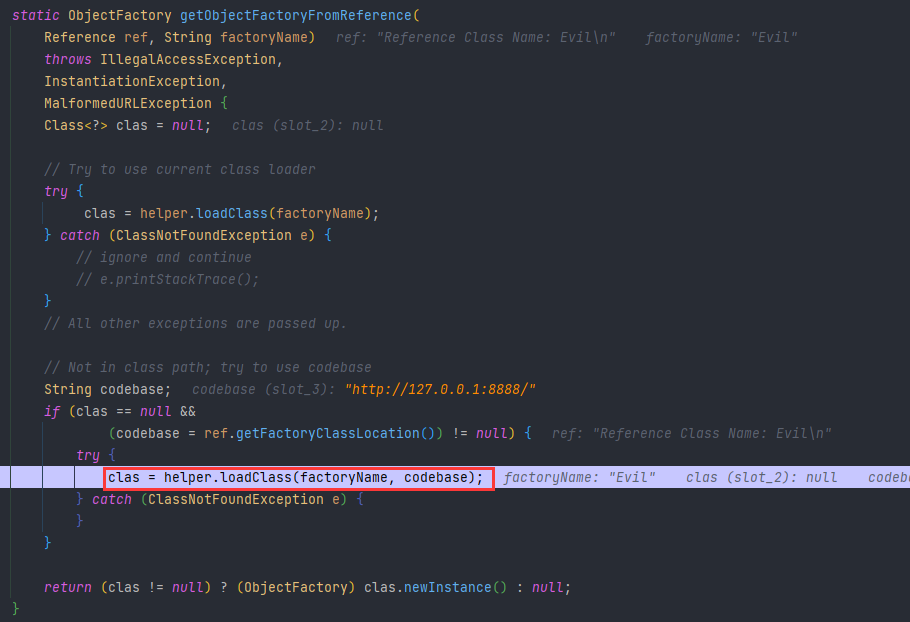 static ObjectFactory getObjectFactoryFromReference(
    Reference ref, String factoryName)   ref: "Reference Class Name: Evil\n"    factoryName: "Evil"
    throws IllegalAccessException,
    InstantiationException,
    MalformedURLException {
    Class<?> clas = null;   clas (slot_2): null

    // Try to use current class loader
    try {
         clas = helper.loadClass(factoryName);
    } catch (ClassNotFoundException e) {
        // ignore and continue
        // e.printStackTrace();
    }
    // All other exceptions are passed up.

    // Not in class path; try to use codebase
    String codebase;   codebase (slot_3): "http://127.0.0.1:8888/"
    if (clas == null &&
            (codebase = ref.getFactoryClassLocation()) != null) {   ref: "Reference Class Name: Evil\n"
        try {
            clas = helper.loadClass(factoryName, codebase);   factoryName: "Evil"    clas (slot_2): null
        } catch (ClassNotFoundException e) {
        }
    }

    return (clas != null) ? (ObjectFactory) clas.newInstance() : null;
}